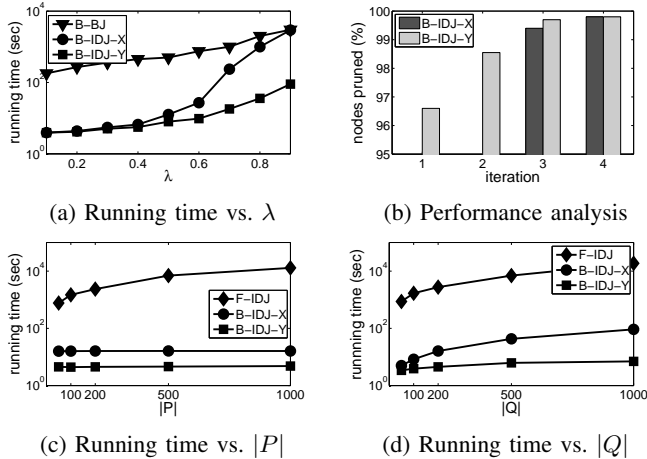 running time (sec)
10^4
10^2
10^0
B-BJ
B-IDJ-X
B-IDJ-Y
0.2 0.4 0.6 0.8
λ
(a) Running time vs. λ
nodes pruned (%)
100
99
98
97
96
95
B-IDJ-X
B-IDJ-Y
1 2 3 4
iteration
(b) Performance analysis
running time (sec)
10^4
10^2
10^0
F-IDJ
B-IDJ-X
B-IDJ-Y
100 200 500 1000
|P|
(c) Running time vs. |P|
runnning time (sec)
10^4
10^2
10^0
F-IDJ
B-IDJ-X
B-IDJ-Y
100 200 500 1000
|Q|
(d) Running time vs. |Q|